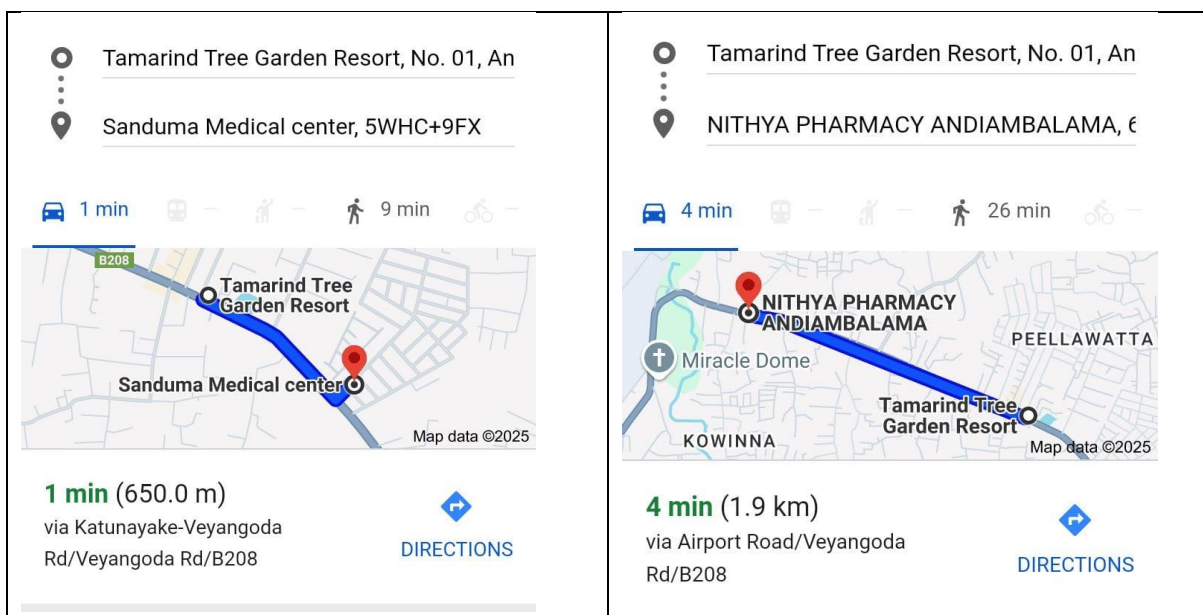 Tamarind Tree Garden Resort, No. 01, An
Sanduma Medical center, 5WHC+9FX
1 min
9 min
B208
Tamarind Tree
Garden Resort
Sanduma Medical center
Map data ©2025
1 min (650.0 m)
via Katunayake-Veyangoda
Rd/Veyangoda Rd/B208
DIRECTIONS
Tamarind Tree Garden Resort, No. 01, An
NITHYA PHARMACY ANDIAMBALAMA, 6
4 min
26 min
NITHYA PHARMACY
ANDIAMBALAMA
PEELLAWATTA
Miracle Dome
Tamarind Tree
Garden Resort
KOWINNA
Map data ©2025
4 min (1.9 km)
via Airport Road/Veyangoda
Rd/B208
DIRECTIONS